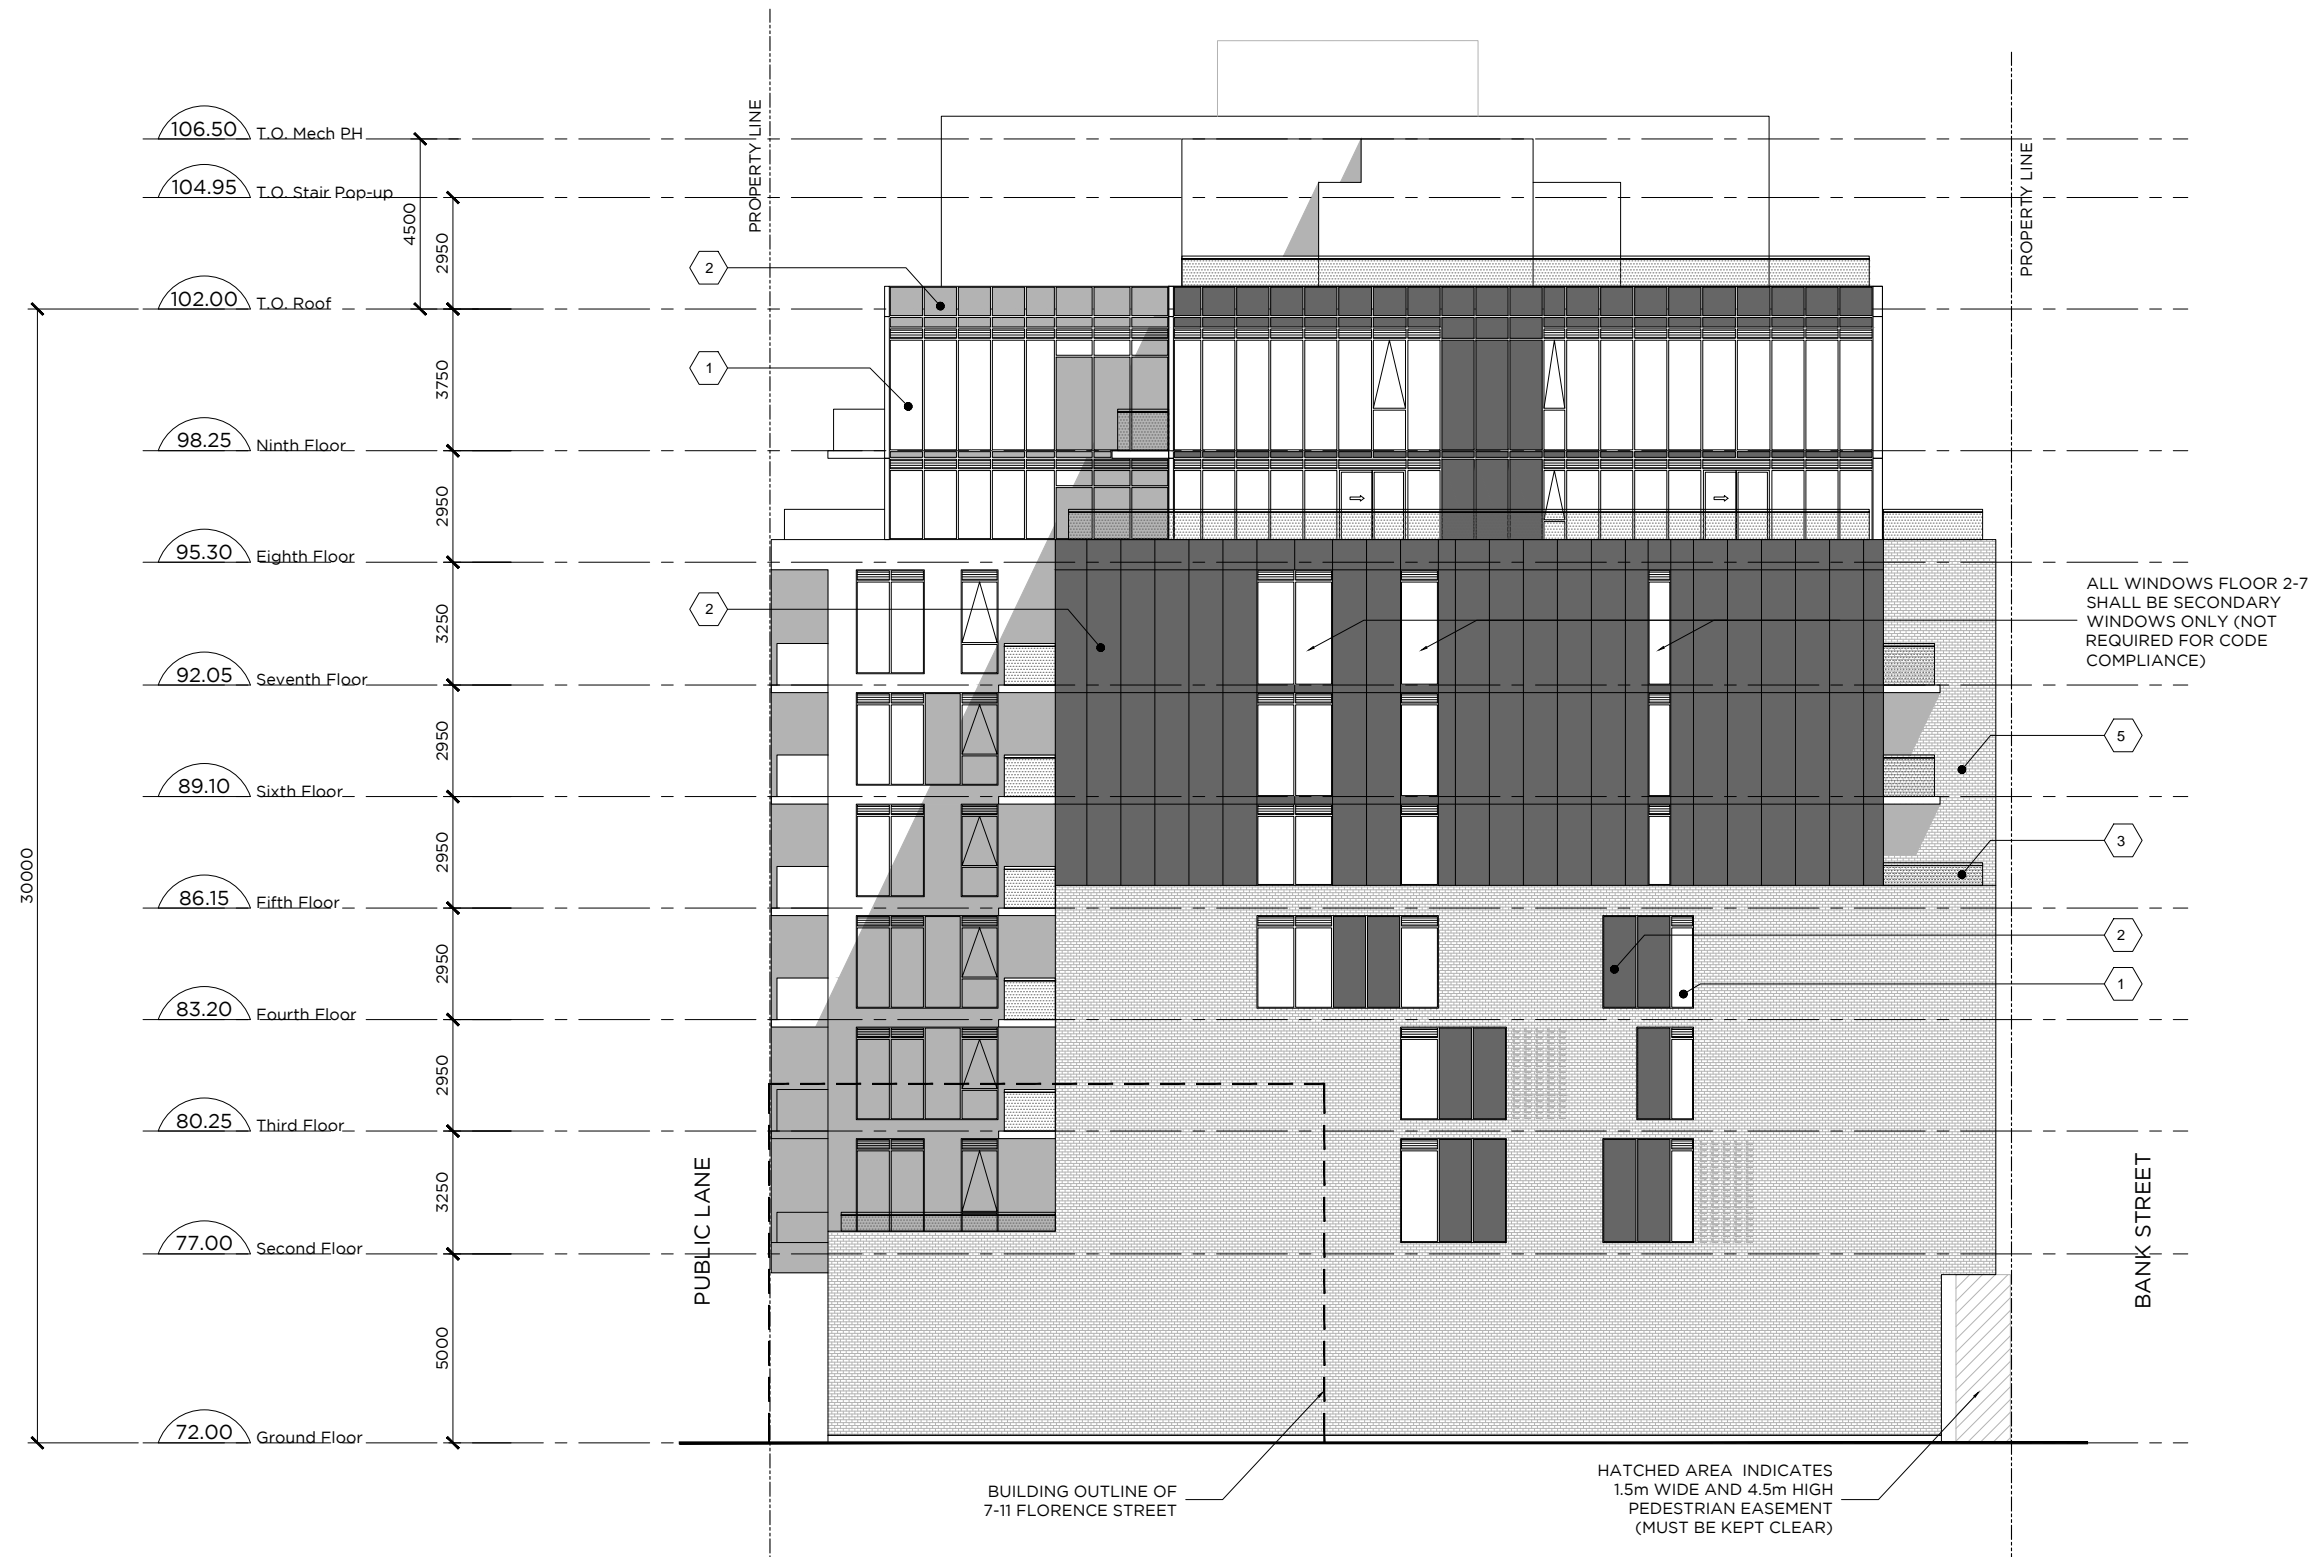 106.50 T.O. Mech PH
104.95 T.O. Stair Pop-up
102.00 T.O. Roof
98.25 Ninth Floor
95.30 Eighth Floor
92.05 Seventh Floor
89.10 Sixth Floor
86.15 Fifth Floor
83.20 Fourth Floor
80.25 Third Floor
77.00 Second Floor
72.00 Ground Floor
30000
4500
2950
3750
2950
3250
2950
2950
2950
2950
3250
5000
PROPERTY LINE
PUBLIC LANE
2
1
2
PROPERTY LINE
ALL WINDOWS FLOOR 2-7
SHALL BE SECONDARY
WINDOWS ONLY (NOT
REQUIRED FOR CODE
COMPLIANCE)
5
3
2
1
BANK STREET
BUILDING OUTLINE OF
7-11 FLORENCE STREET
HATCHED AREA INDICATES
1.5m WIDE AND 4.5m HIGH
PEDESTRIAN EASEMENT
(MUST BE KEPT CLEAR)